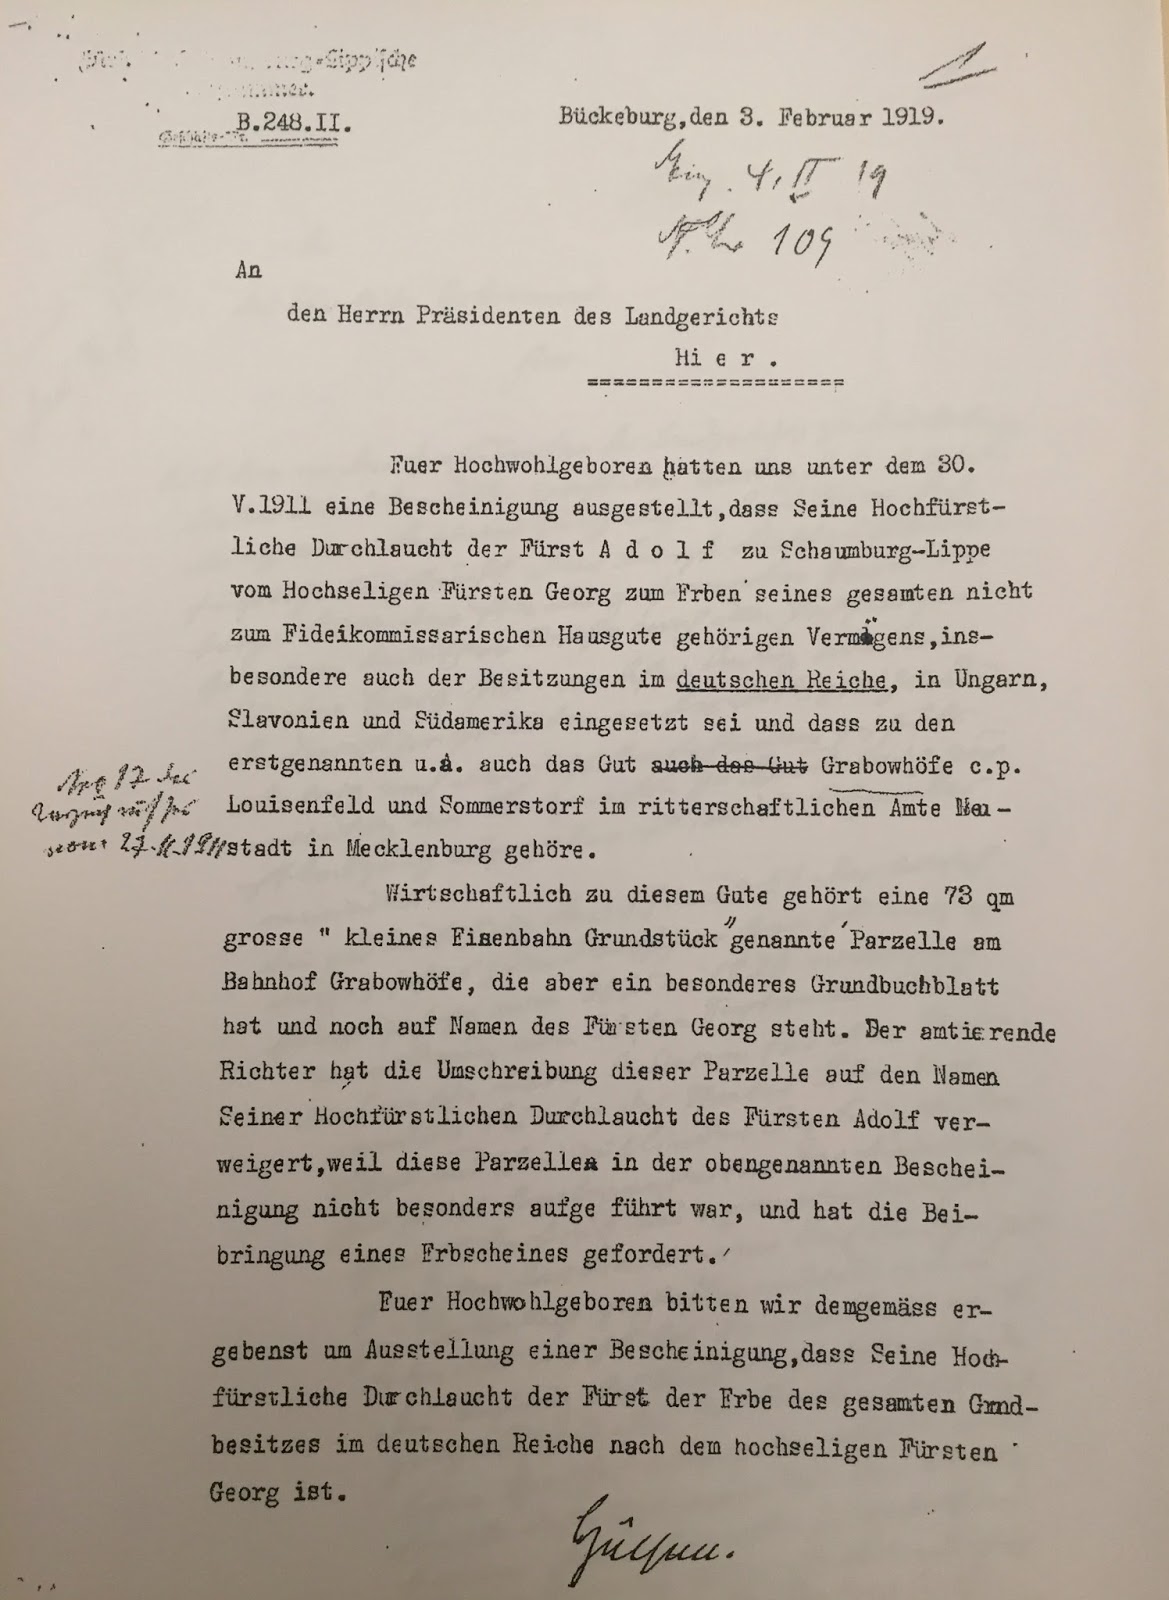 Lippische
B.248.II.
Bückeburg,den 3. Februar 1919.
4. II 19
109
An
den Herrn Präsidenten des Landgerichts
Hier.
====================
Euer Hochwohlgeboren hatten uns unter dem 30.
V.1911 eine Bescheinigung ausgestellt,dass Seine Hochfürst-
liche Durchlaucht der Fürst A d o l f zu Schaumburg-Lippe
vom Hochseligen Fürsten Georg zum Erben seines gesamten nicht
zum Fideikommissarischen Hausgute gehörigen Vermögens,ins-
besondere auch der Besitzungen im deutschen Reiche, in Ungarn,
Slavonien und Südamerika eingesetzt sei und dass zu den
erstgenannten u.a. auch das Gut auch das Gut Grabowhöfe c.p.
Louisenfeld und Sommerstorf im ritterschaftlichen Amte Neu-
stadt in Mecklenburg gehöre.
Wirtschaftlich zu diesem Gute gehört eine 73 qm
grosse " kleines Eisenbahn Grundstück" genannte Parzelle am
Bahnhof Grabowhöfe, die aber ein besonderes Grundbuchblatt
hat und noch auf Namen des Fürsten Georg steht. Der amtierende
Richter hat die Umschreibung dieser Parzelle auf den Namen
Seiner Hochfürstlichen Durchlaucht des Fürsten Adolf ver-
weigert,weil diese Parzelle in der obengenannten Beschei-
nigung nicht besonders aufge führt war, und hat die Bei-
bringung eines Erbscheines gefordert.
Euer Hochwohlgeboren bitten wir demgemäss er-
gebenst um Ausstellung einer Bescheinigung,dass Seine Hoch-
fürstliche Durchlaucht der Fürst der Erbe des gesamten Grund-
besitzes im deutschen Reiche nach dem hochseligen Fürsten
Georg ist.